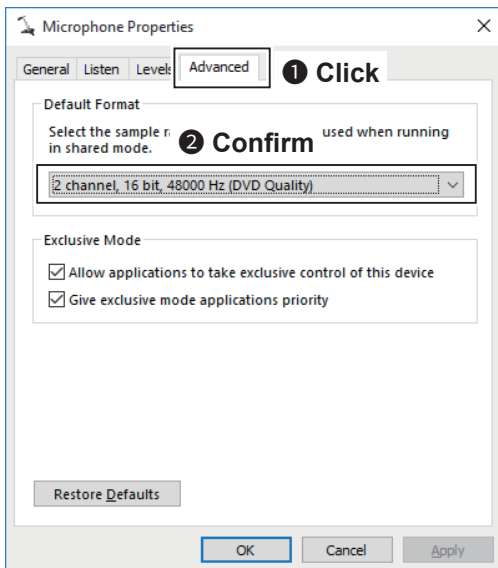 Microphone Properties
General Listen Levels Advanced
❶ Click
Default Format
Select the sample used when running
in shared mode.
❷ Confirm
2 channel, 16 bit, 48000 Hz (DVD Quality)
Exclusive Mode
Allow applications to take exclusive control of this device
Give exclusive mode applications priority
Restore Defaults
OK Cancel Apply